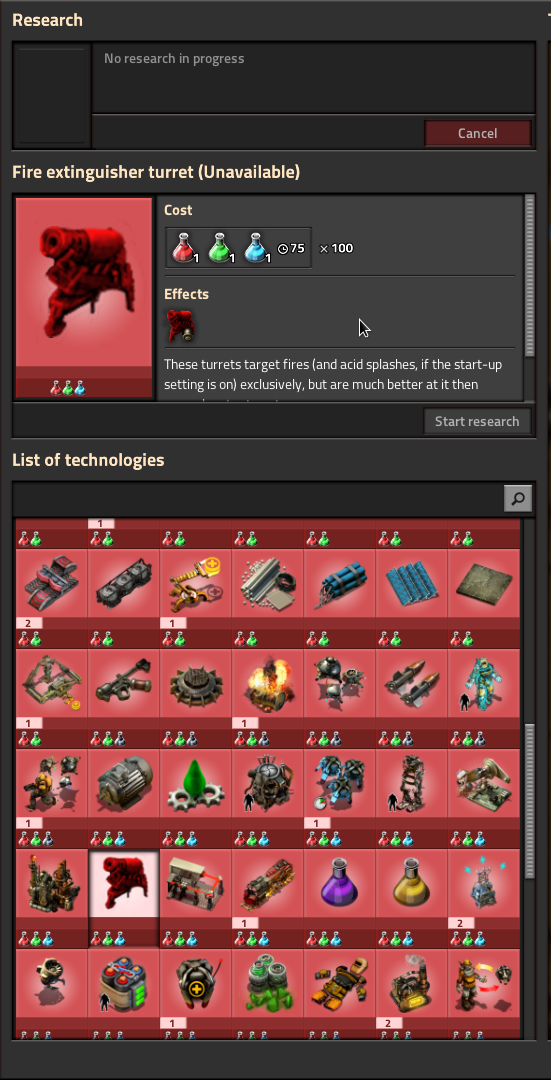 Research
No research in progress
Cancel
Fire extinguisher turret (Unavailable)
Cost
1 1 1 75 × 100
Effects
These turrets target fires (and acid splashes, if the start-up
setting is on) exclusively, but are much better at it then
Start research
List of technologies
1
2 1
1 1
1 1
1 2
1 2